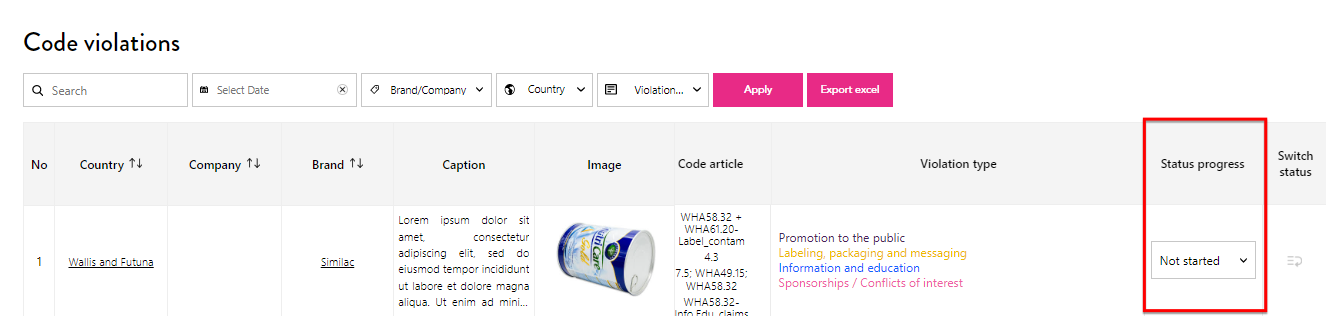 Code violations
Search
Select Date
Brand/Company
Country
Violation...
Apply
Export excel
No
Country
Company
Brand
Caption
Image
Code article
Violation type
Status progress
Switch
status
1
Wallis and Futuna
Similac
Lorem ipsum dolor sit
amet, consectetur
adipiscing elit, sed do
eiusmod tempor incididunt
ut labore et dolore magna
aliqua. Ut enim ad mini...
NutriCare
Gold
WHA58.32 +
WHA61.20-
Label_contam
4.3
7.5; WHA49.15;
WHA58.32
WHA58.32-
Info Edu claims
Promotion to the public
Labeling, packaging and messaging
Information and education
Sponsorships / Conflicts of interest
Not started